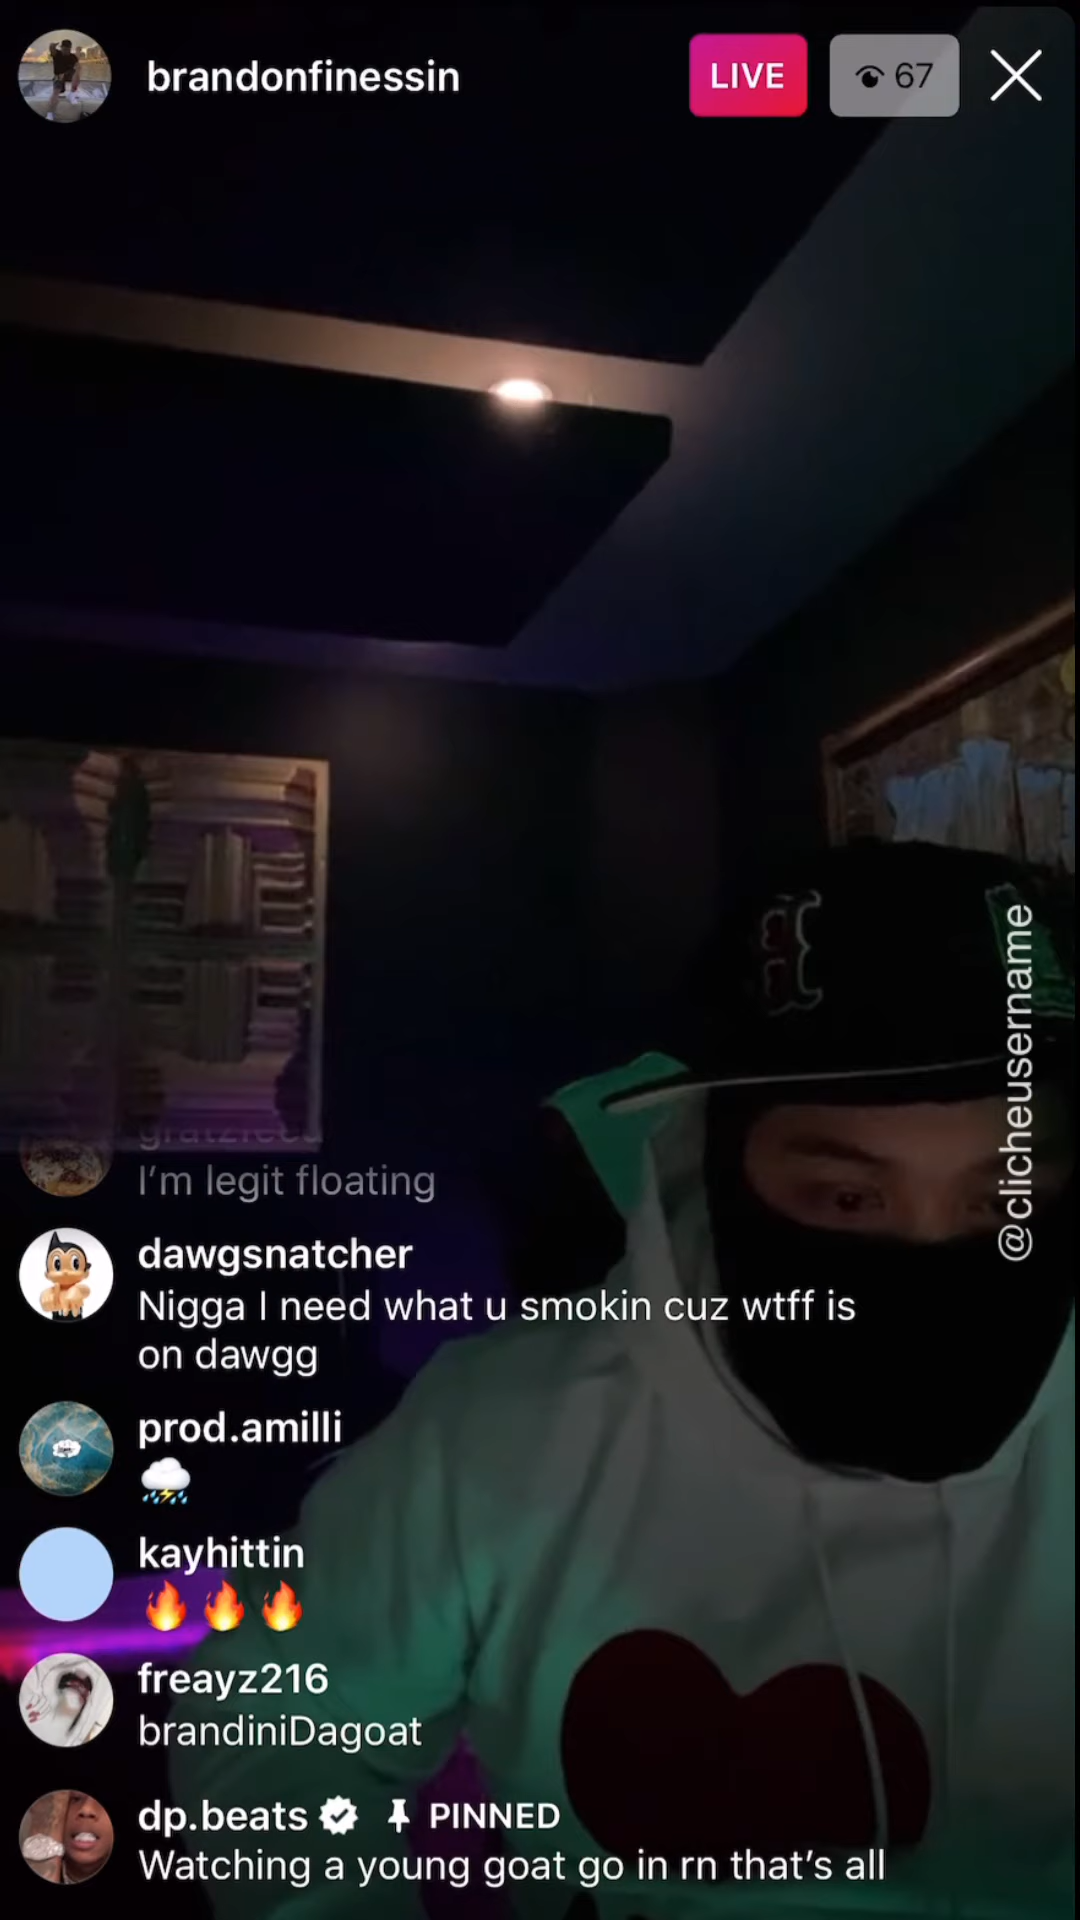 brandonfinessin
LIVE
67
I’m legit floating
dawgsnatcher
Nigga I need what u smokin cuz wtff is
on dawgg
prod.amilli
🌩️
kayhittin
🔥🔥🔥
freayz216
brandiniDagoat
dp.beats PINNED
Watching a young goat go in rn that’s all
@clicheusername